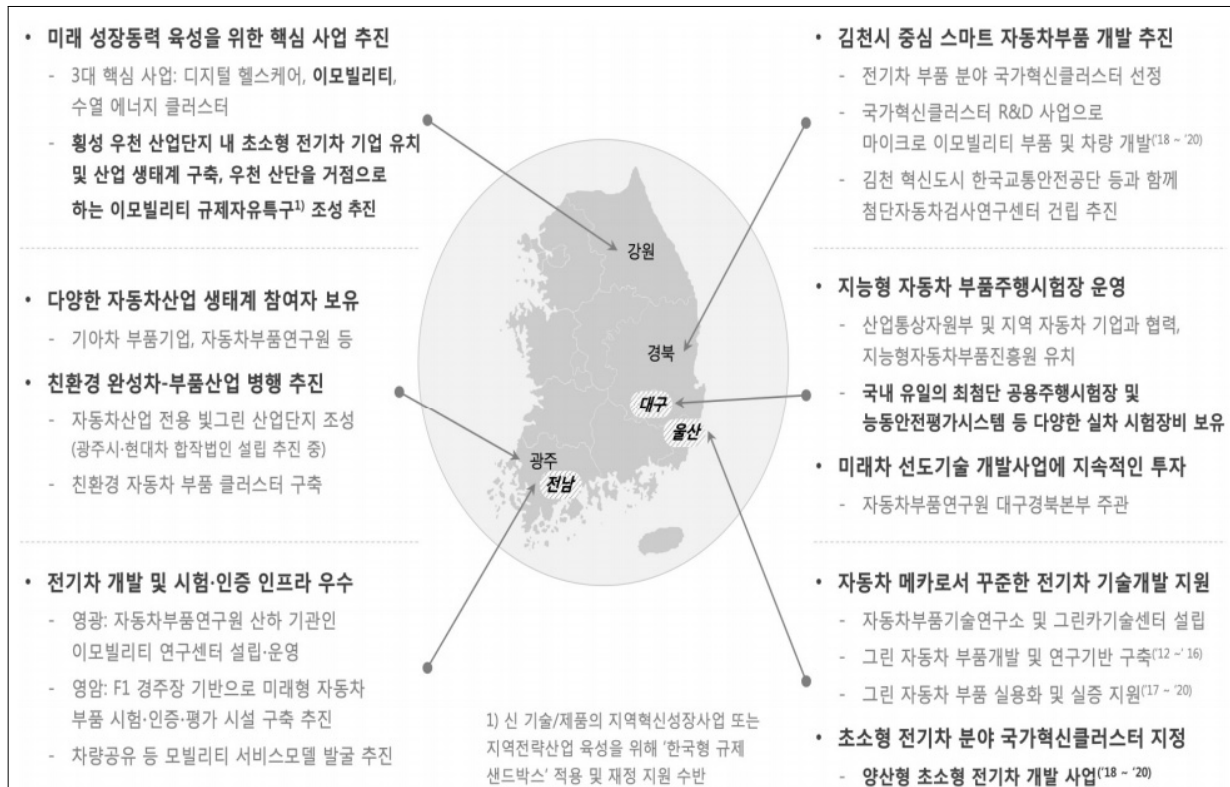 • 미래 성장동력 육성을 위한 핵심 사업 추진
- 3대 핵심 사업: 디지털 헬스케어, 이모빌리티,
수열 에너지 클러스터
- 횡성 우천 산업단지 내 초소형 전기차 기업 유치
및 산업 생태계 구축, 우천 산단을 거점으로
하는 이모빌리티 규제자유특구1) 조성 추진
• 다양한 자동차산업 생태계 참여자 보유
- 기아차 부품기업, 자동차부품연구원 등
• 친환경 완성차-부품산업 병행 추진
- 자동차산업 전용 빛그린 산업단지 조성
(광주시·현대차 합작법인 설립 추진 중)
- 친환경 자동차 부품 클러스터 구축
• 전기차 개발 및 시험·인증 인프라 우수
- 영광: 자동차부품연구원 산하 기관인
이모빌리티 연구센터 설립·운영
- 영암: F1 경주장 기반으로 미래형 자동차
부품 시험·인증·평가 시설 구축 추진
- 차량공유 등 모빌리티 서비스모델 발굴 추진
강원
경북
대구
울산
광주
전남
1) 신 기술/제품의 지역혁신성장사업 또는
지역전략산업 육성을 위해 '한국형 규제
샌드박스' 적용 및 재정 지원 수반
• 김천시 중심 스마트 자동차부품 개발 추진
- 전기차 부품 분야 국가혁신클러스터 선정
- 국가혁신클러스터 R&D 사업으로
마이크로 이모빌리티 부품 및 차량 개발('18 ~ '20)
- 김천 혁신도시 한국교통안전공단 등과 함께
첨단자동차검사연구센터 건립 추진
• 지능형 자동차 부품주행시험장 운영
- 산업통상자원부 및 지역 자동차 기업과 협력,
지능형자동차부품진흥원 유치
- 국내 유일의 최첨단 공용주행시험장 및
능동안전평가시스템 등 다양한 실차 시험장비 보유
• 미래차 선도기술 개발사업에 지속적인 투자
- 자동차부품연구원 대구경북본부 주관
• 자동차 메카로서 꾸준한 전기차 기술개발 지원
- 자동차부품기술연구소 및 그린카기술센터 설립
- 그린 자동차 부품개발 및 연구기반 구축('12 ~' 16)
- 그린 자동차 부품 실용화 및 실증 지원('17 ~ '20)
• 초소형 전기차 분야 국가혁신클러스터 지정
- 양산형 초소형 전기차 개발 사업('18 ~ '20)